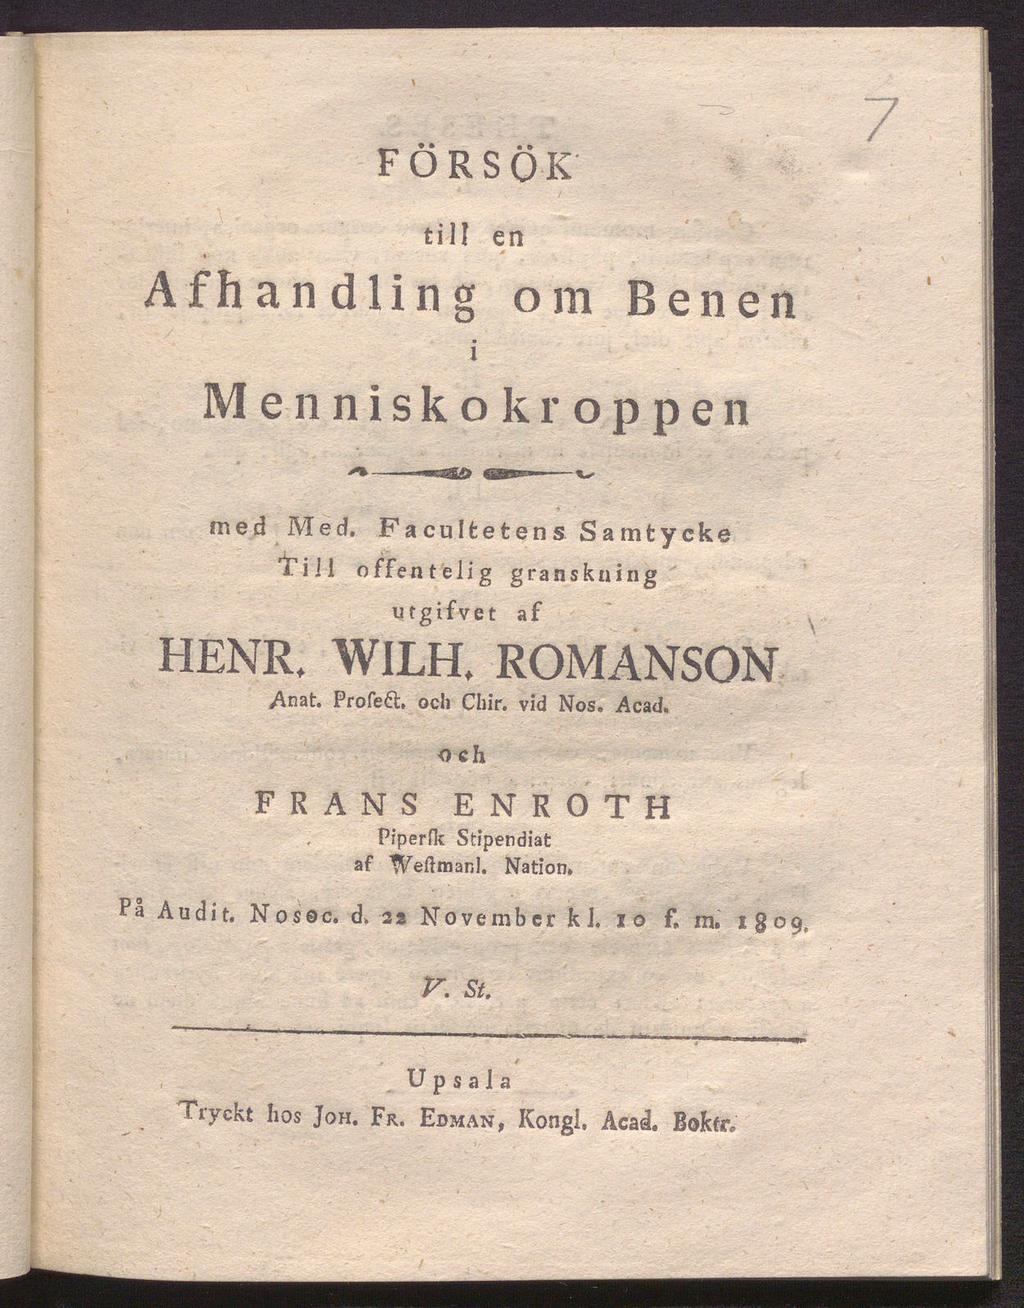 7
FÖRSÖK
till en
Afhandling om Benen
i
Menniskokroppen
med Med. Facultetens Samtycke
Till offentelig granskning
utgifvet af
HENR. WILH. ROMANSON
Anat. Profect. och Chir. vid Nos. Acad.
och
FRANS ENROTH
Piperſk Stipendiat
af Weſtmanl. Nation.
På Audit. Nosoc. d. 22 November kl. 10 f. m. 1809.
V. St.
Upsala
Tryckt hos JOH. FR. EDMAN, Kongl. Acad. Boktr.